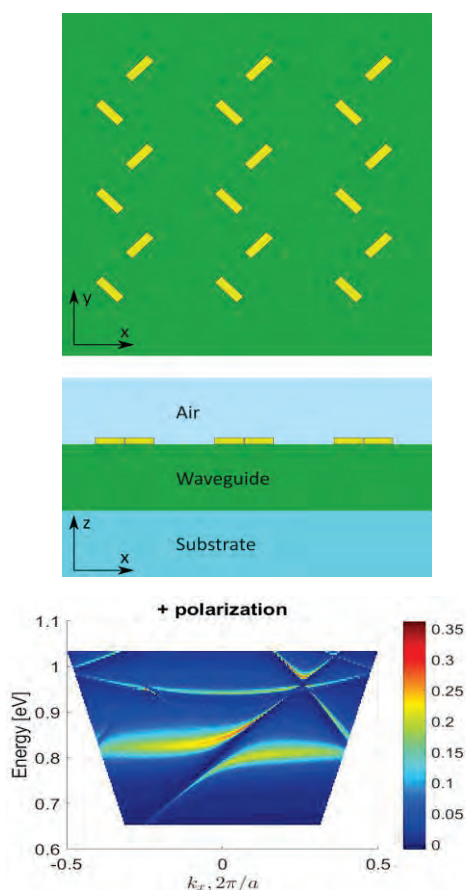 y
x
Air
Waveguide
z
Substrate
x
+ polarization
1.1
1
0.9
0.8
0.7
0.6
Energy [eV]
-0.5
0
0.5
k_x, 2π/a
0.35
0.3
0.25
0.2
0.15
0.1
0.05
0